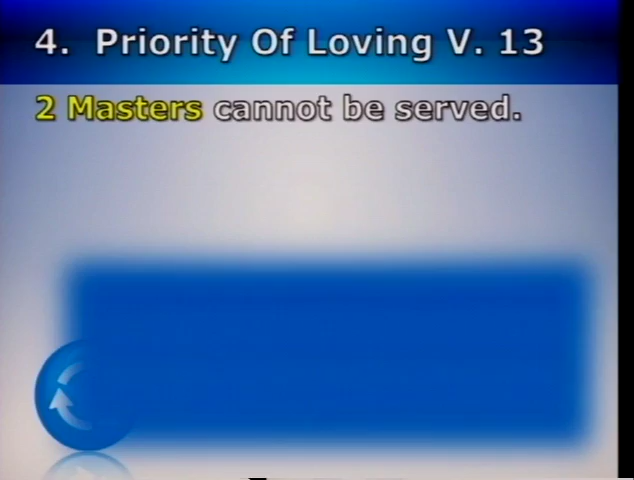 4. Priority Of Loving V. 13
2 Masters cannot be served.